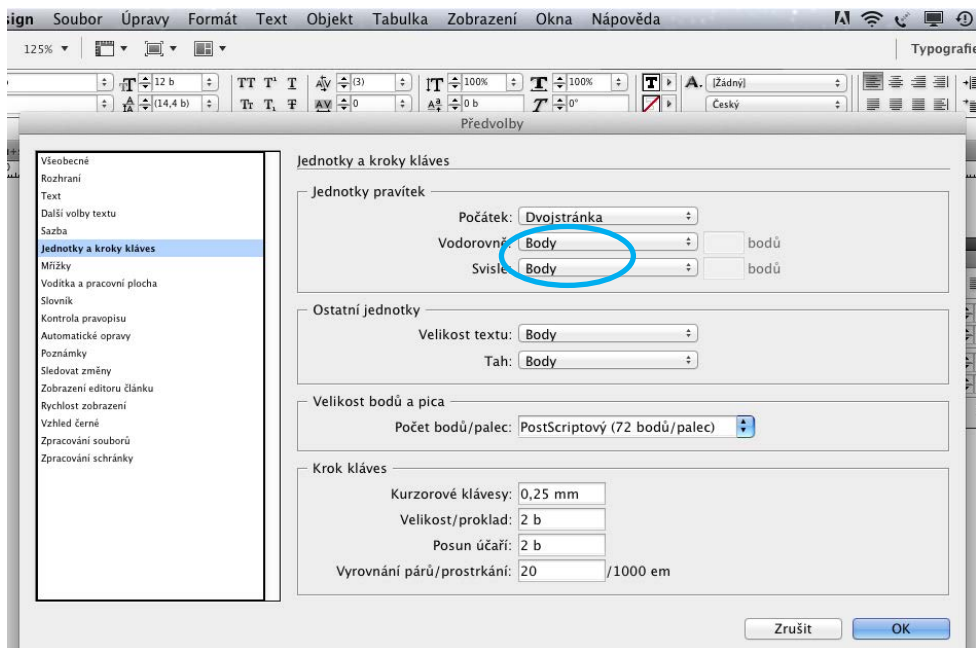 sign Soubor Úpravy Formát Text Objekt Tabulka Zobrazení Okna Nápověda
125% Typografie
12 b TT T¹ T (3) 100% 100% T A. [Žádný]
(14,4 b) Tr T, T 0 0 b 0° Český
Předvolby
Všeobecné
Rozhraní
Text
Další volby textu
Sazba
Jednotky a kroky kláves
Mřížky
Vodítka a pracovní plocha
Slovník
Kontrola pravopisu
Automatické opravy
Poznámky
Sledovat změny
Zobrazení editoru článku
Rychlost zobrazení
Vzhled černé
Zpracování souborů
Zpracování schránky
Jednotky a kroky kláves
Jednotky pravítek
Počátek: Dvojstránka
Vodorovně: Body bodů
Svisle: Body bodů
Ostatní jednotky
Velikost textu: Body
Tah: Body
Velikost bodů a pica
Počet bodů/palec: PostScriptový (72 bodů/palec)
Krok kláves
Kurzorové klávesy: 0,25 mm
Velikost/proklad: 2 b
Posun účaří: 2 b
Vyrovnání párů/prostrkání: 20 /1000 em
Zrušit OK